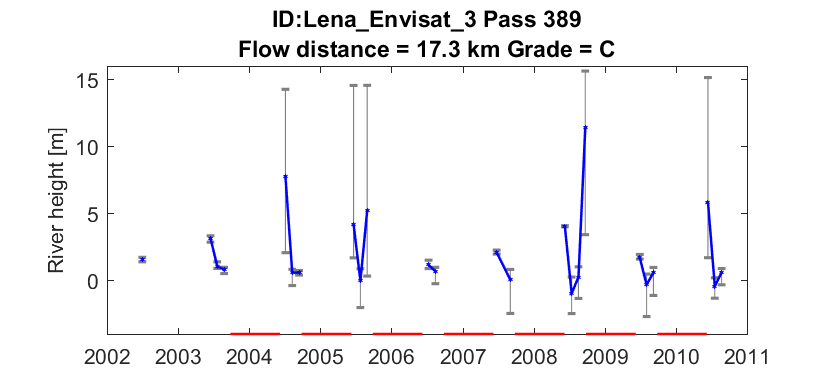 ID:Lena_Envisat_3 Pass 389
Flow distance = 17.3 km Grade = C
River height [m]
15
10
5
0
2002 2003 2004 2005 2006 2007 2008 2009 2010 2011